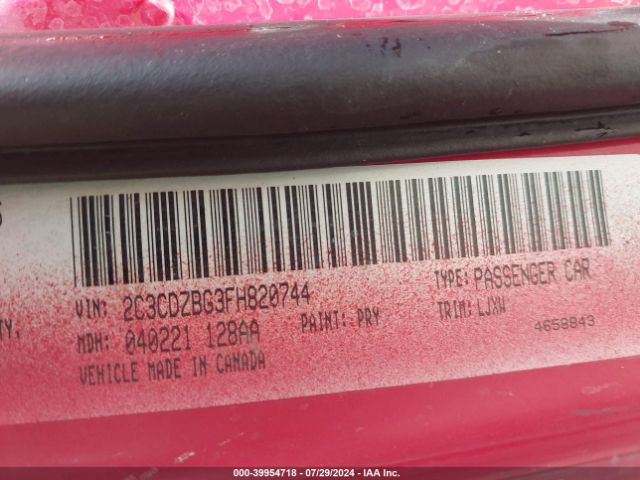 VIN: 2C3CDZBG3FH820744
TYPE: PASSENGER CAR
MDH: 040221 128AA
PAINT: PRY
TRIM: LJXW
VEHICLE MADE IN CANADA
4658843
000-39954718 - 07/29/2024 - IAA Inc.